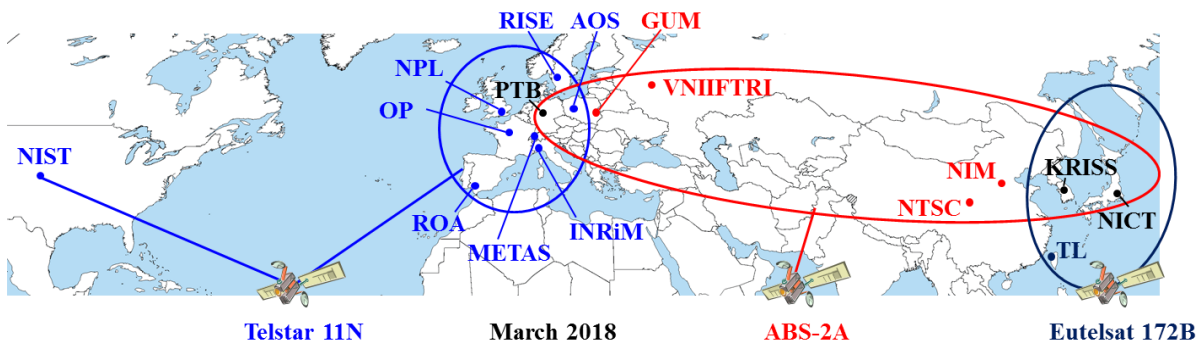 RISE AOS GUM
NPL
PTB
VNIIFTRI
OP
NIST
NIM
KRISS
NTSC
NICT
ROA
METAS
INRiM
TL
Telstar 11N
March 2018
ABS-2A
Eutelsat 172B